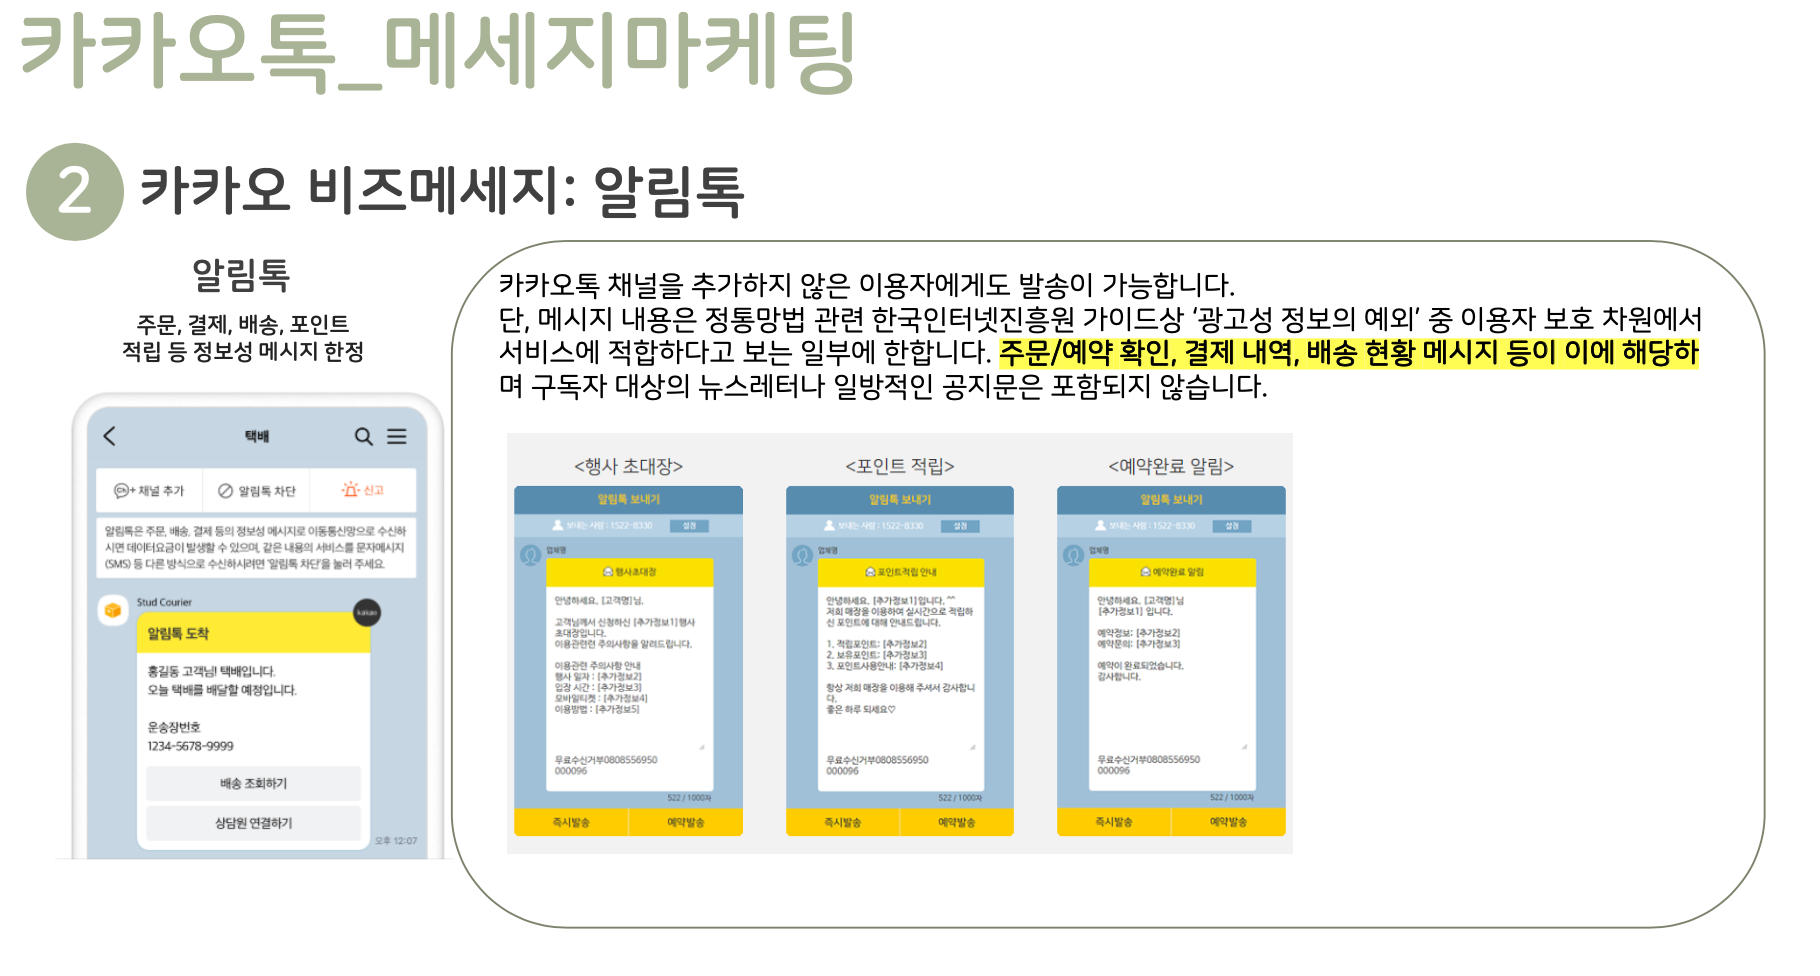 카카오톡_메세지마케팅
2 카카오 비즈메세지: 알림톡
알림톡
주문, 결제, 배송, 포인트
적립 등 정보성 메시지 한정
택배
ch+ 채널 추가
알림톡 차단
신고
알림톡은 주문, 배송, 결제 등의 정보성 메시지로 이동통신망으로 수신하
시면 데이터요금이 발생할 수 있으며, 같은 내용의 서비스를 문자메시지
(SMS) 등 다른 방식으로 수신하시려면 '알림톡 차단'을 눌러 주세요.
Stud Courier
kakao
알림톡 도착
홍길동 고객님! 택배입니다.
오늘 택배를 배달할 예정입니다.
운송장번호
1234-5678-9999
배송 조회하기
상담원 연결하기
오후 12:07
카카오톡 채널을 추가하지 않은 이용자에게도 발송이 가능합니다.
단, 메시지 내용은 정통망법 관련 한국인터넷진흥원 가이드상 ‘광고성 정보의 예외’ 중 이용자 보호 차원에서
서비스에 적합하다고 보는 일부에 한합니다. 주문/예약 확인, 결제 내역, 배송 현황 메시지 등이 이에 해당하
며 구독자 대상의 뉴스레터나 일방적인 공지문은 포함되지 않습니다.
<행사 초대장>
알림톡 보내기
보내는 사람 : 1522-8330
설정
업체명
행사초대장
안녕하세요, [고객명]님,
고객님께서 신청하신 [추가정보1]행사
초대장입니다.
이용관련련 주의사항을 알려드립니다.
이용관련 주의사항 안내
행사 일자 : [추가정보2]
입장 시간 : [추가정보3]
모바일티켓 : [추가정보4]
이용방법 : [추가정보5]
무료수신거부0808556950
000096
522 / 1000자
즉시발송
예약발송
<포인트 적립>
알림톡 보내기
보내는 사람 : 1522-8330
설정
업체명
포인트적립 안내
안녕하세요, [추가정보1]입니다. ^^
저희 매장을 이용하여 실시간으로 적립하
신 포인트에 대해 안내드립니다.
1. 적립포인트: [추가정보2]
2. 보유포인트: [추가정보3]
3. 포인트사용안내: [추가정보4]
항상 저희 매장을 이용해 주셔서 감사합니
다.
좋은 하루 되세요♡
무료수신거부0808556950
000096
522 / 1000자
즉시발송
예약발송
<예약완료 알림>
알림톡 보내기
보내는 사람 : 1522-8330
설정
업체명
예약완료 알림
안녕하세요, [고객명]님
[추가정보1] 입니다.
예약정보: [추가정보2]
예약문의: [추가정보3]
예약이 완료되었습니다.
감사합니다.
무료수신거부0808556950
000096
522 / 1000자
즉시발송
예약발송